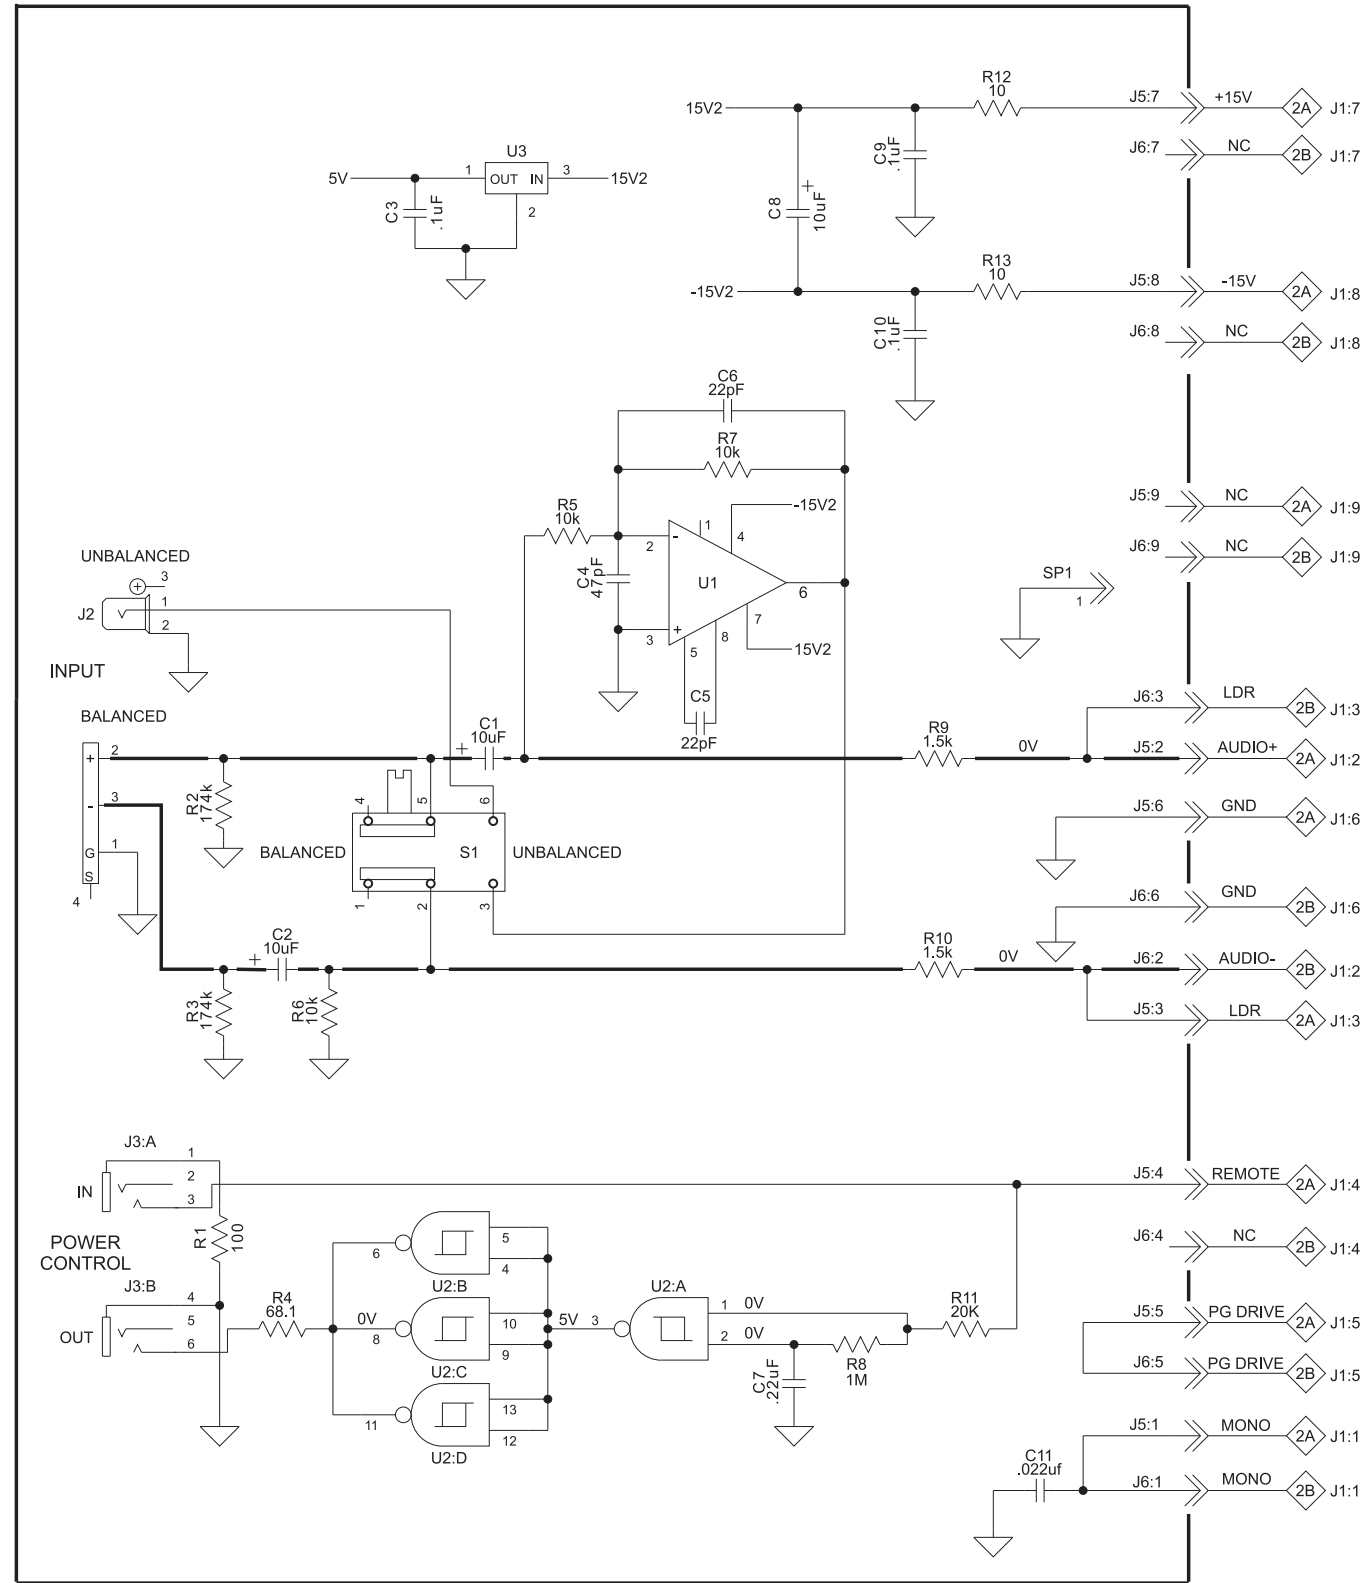 R12
10
J5:7
+15V
2A
J1:7
15V2
J6:7
NC
2B
J1:7
C9
.1uF
U3
5V
1
OUT IN
3
15V2
2
C3
.1uF
+
C8
10uF
R13
10
-15V2
J5:8
-15V
2A
J1:8
C10
.1uF
J6:8
NC
2B
J1:8
C6
22pF
R7
10k
R5
10k
1
-15V2
4
J5:9
NC
2A
J1:9
2
-
C4
47pF
U1
6
J6:9
NC
2B
J1:9
UNBALANCED
3
1
J2
2
SP1
1
3
+
5
8
7
15V2
INPUT
C5
22pF
BALANCED
J6:3
LDR
2B
J1:3
C1
10uF
+
R9
1.5k
0V
J5:2
AUDIO+
2A
J1:2
+
2
-
3
R2
174k
4
5
6
J5:6
GND
2A
J1:6
G
1
S
4
BALANCED
S1
UNBALANCED
1
2
3
J6:6
GND
2B
J1:6
C2
10uF
+
R10
1.5k
0V
J6:2
AUDIO-
2B
J1:2
R3
174k
R6
10k
J5:3
LDR
2A
J1:3
J3:A
1
2
3
IN
J5:4
REMOTE
2A
J1:4
R1
100
POWER
CONTROL
6
5
4
U2:B
J6:4
NC
2B
J1:4
J3:B
4
5
6
OUT
R4
68.1
0V
8
10
9
U2:C
5V
3
U2:A
1
0V
2
0V
R11
20K
R8
1M
C7
.22uF
J5:5
PG DRIVE
2A
J1:5
J6:5
PG DRIVE
2B
J1:5
11
13
12
U2:D
J5:1
MONO
2A
J1:1
C11
.022uf
J6:1
MONO
2B
J1:1